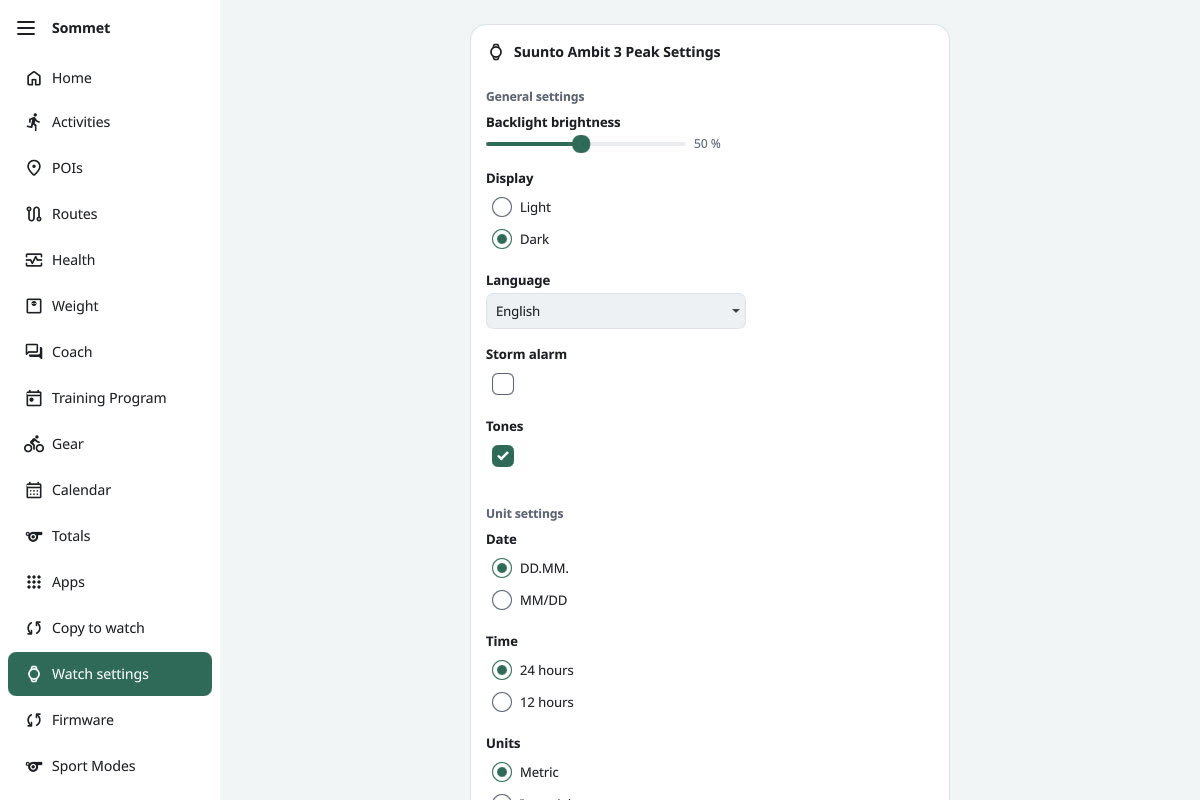 Sommet
Home
Activities
POIs
Routes
Health
Weight
Coach
Training Program
Gear
Calendar
Totals
Apps
Copy to watch
Watch settings
Firmware
Sport Modes
Suunto Ambit 3 Peak Settings
General settings
Backlight brightness
50 %
Display
Light
Dark
Language
English
Storm alarm
Tones
Unit settings
Date
DD.MM.
MM/DD
Time
24 hours
12 hours
Units
Metric